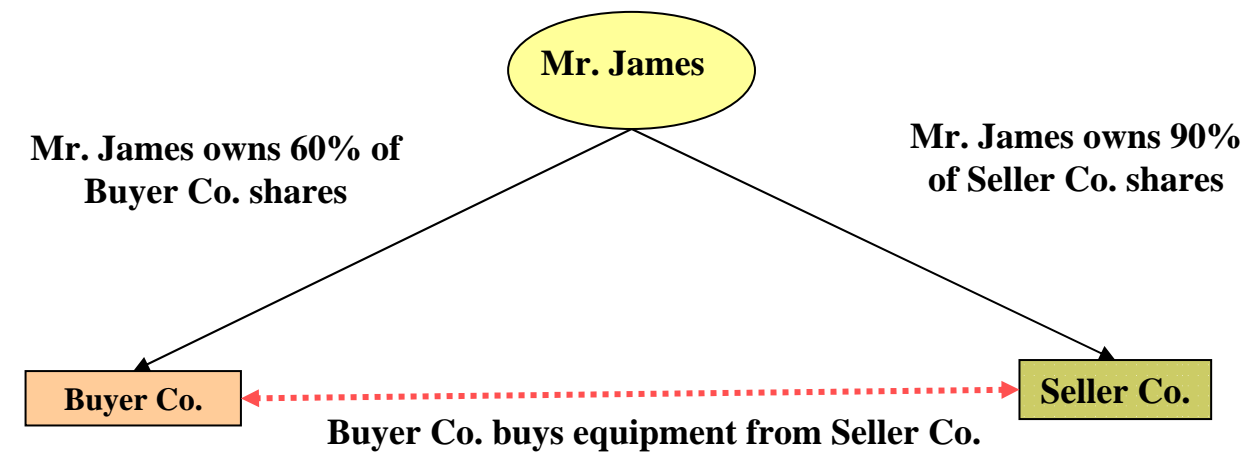 Mr. James
Mr. James owns 60% of
Buyer Co. shares
Mr. James owns 90%
of Seller Co. shares
Buyer Co.
Seller Co.
Buyer Co. buys equipment from Seller Co.